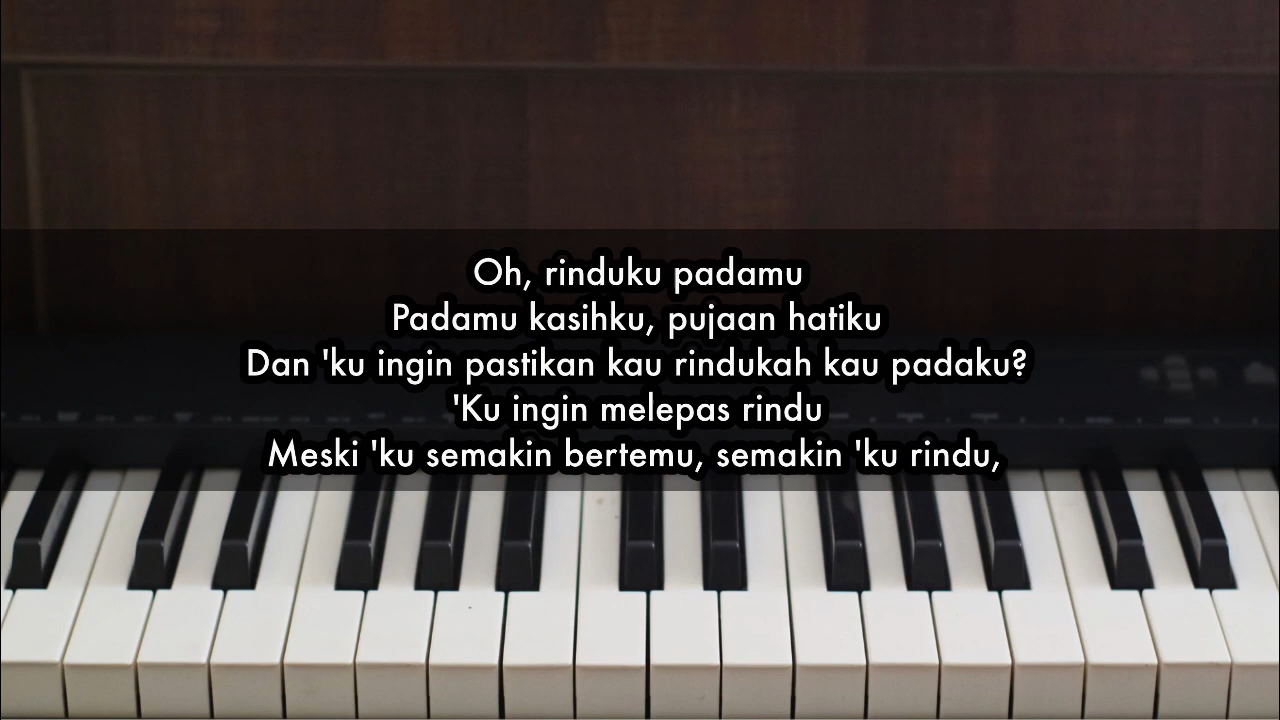 Oh, rinduku padamu
Padamu kasihku, pujaan hatiku
Dan 'ku ingin pastikan kau rindukah kau padaku?
'Ku ingin melepas rindu
Meski 'ku semakin bertemu, semakin 'ku rindu,